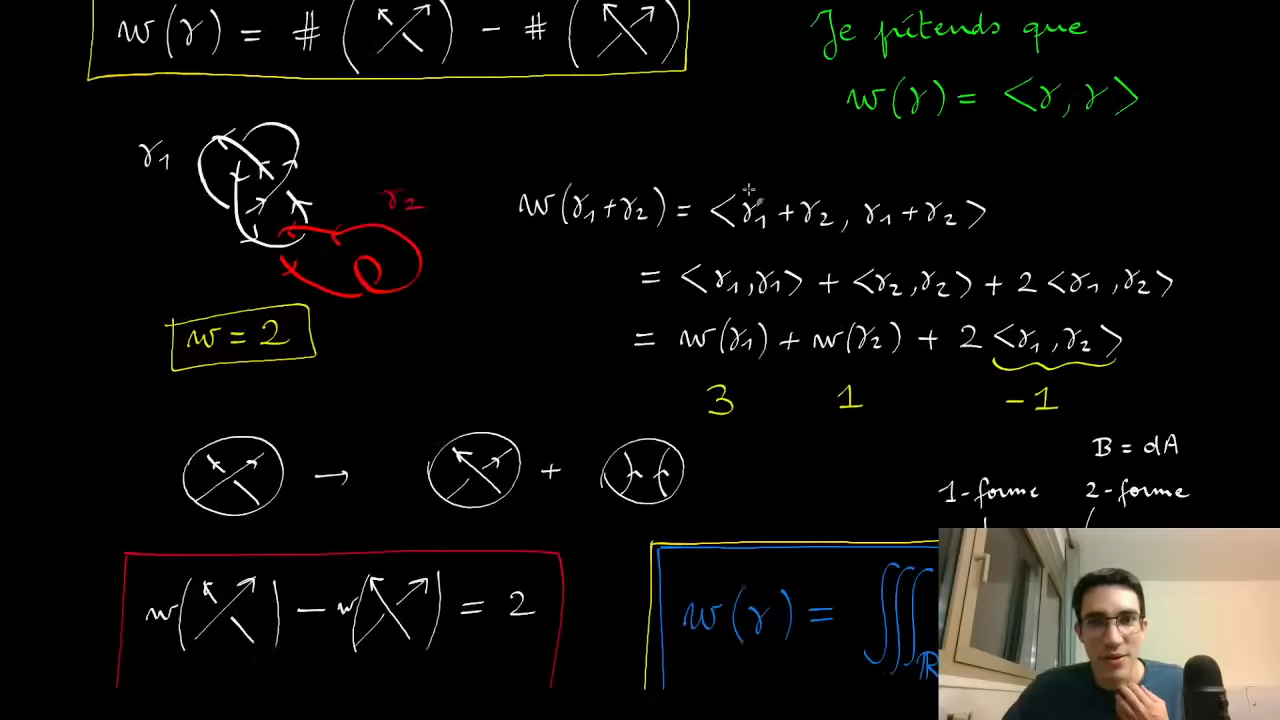 w(γ) = # ( ) - # ( )
Je prétends que
w(γ) = <γ, γ>
γ1
γ2
w(γ1+γ2) = <γ1+γ2, γ1+γ2>
= <γ1,γ1> + <γ2,γ2> + 2 <γ1,γ2>
= w(γ1) + w(γ2) + 2 <γ1,γ2>
3 1 -1
w = 2
→ +
B = dA
1-forme 2-forme
w( ) - w( ) = 2
w(γ) = ∭ℝ